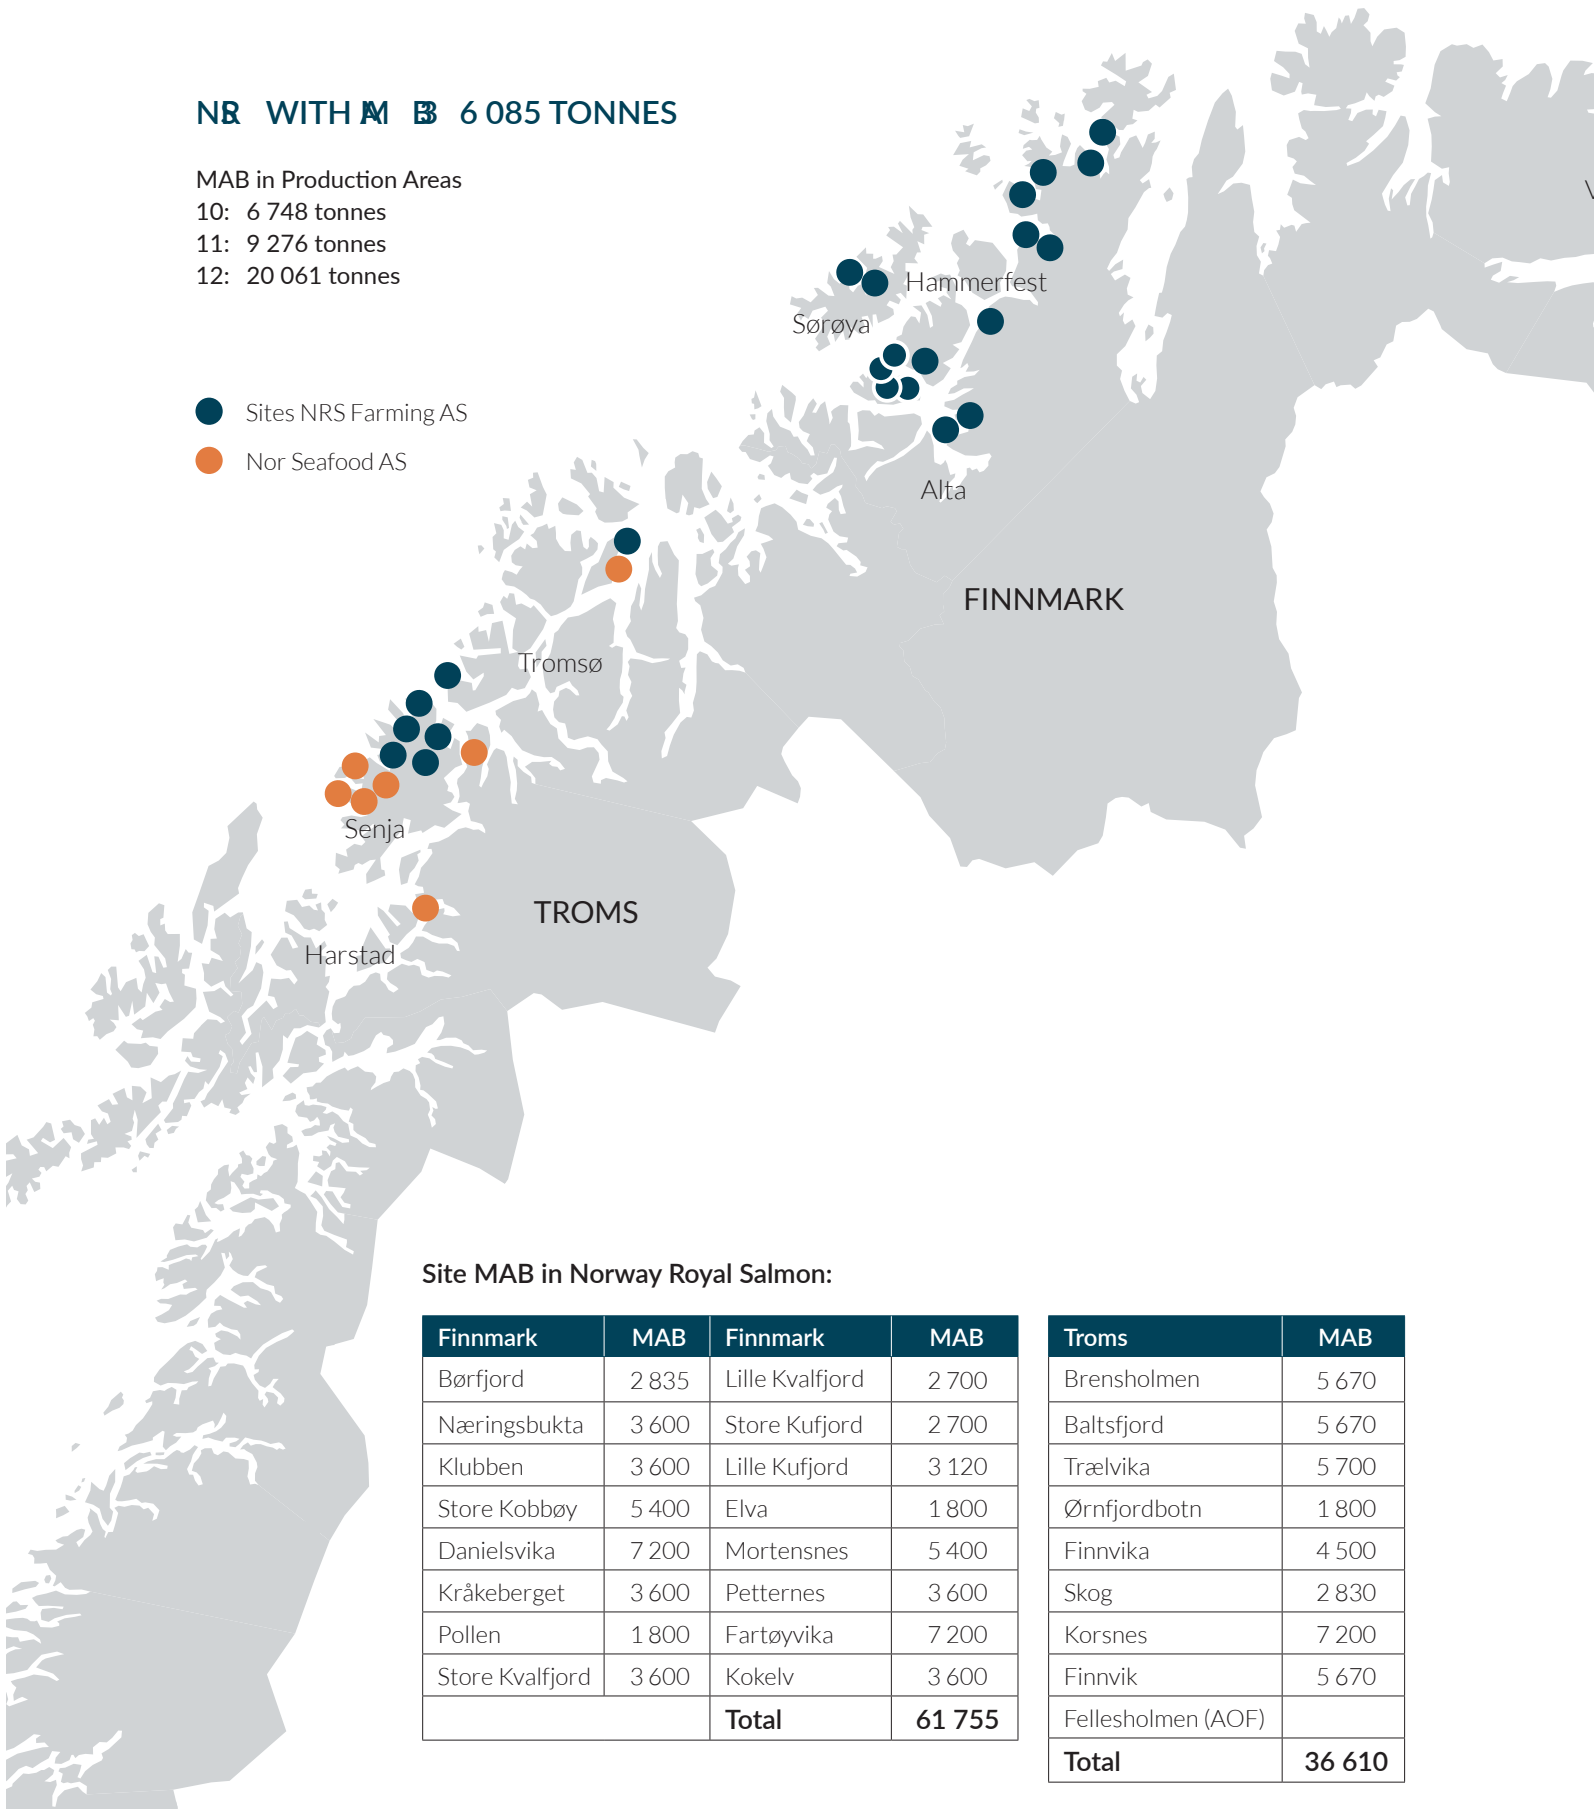 NRS WITH MAB 36 085 TONNES
MAB in Production Areas
10: 6 748 tonnes
11: 9 276 tonnes
12: 20 061 tonnes
Sites NRS Farming AS
Nor Seafood AS
Hammerfest
Sørøya
Alta
FINNMARK
Tromsø
Senja
TROMS
Harstad
Site MAB in Norway Royal Salmon:
Finnmark MAB Finnmark MAB Troms MAB
Børfjord 2 835 Lille Kvalfjord 2 700 Brensholmen 5 670
Næringsbukta 3 600 Store Kufjord 2 700 Baltsfjord 5 670
Klubben 3 600 Lille Kufjord 3 120 Trælvika 5 700
Store Kobbøy 5 400 Elva 1 800 Ørnfjordbotn 1 800
Danielsvika 7 200 Mortensnes 5 400 Finnvika 4 500
Kråkeberget 3 600 Petternes 3 600 Skog 2 830
Pollen 1 800 Fartøyvika 7 200 Korsnes 7 200
Store Kvalfjord 3 600 Kokelv 3 600 Finnvik 5 670
Total 61 755 Fellesholmen (AOF)
Total 36 610